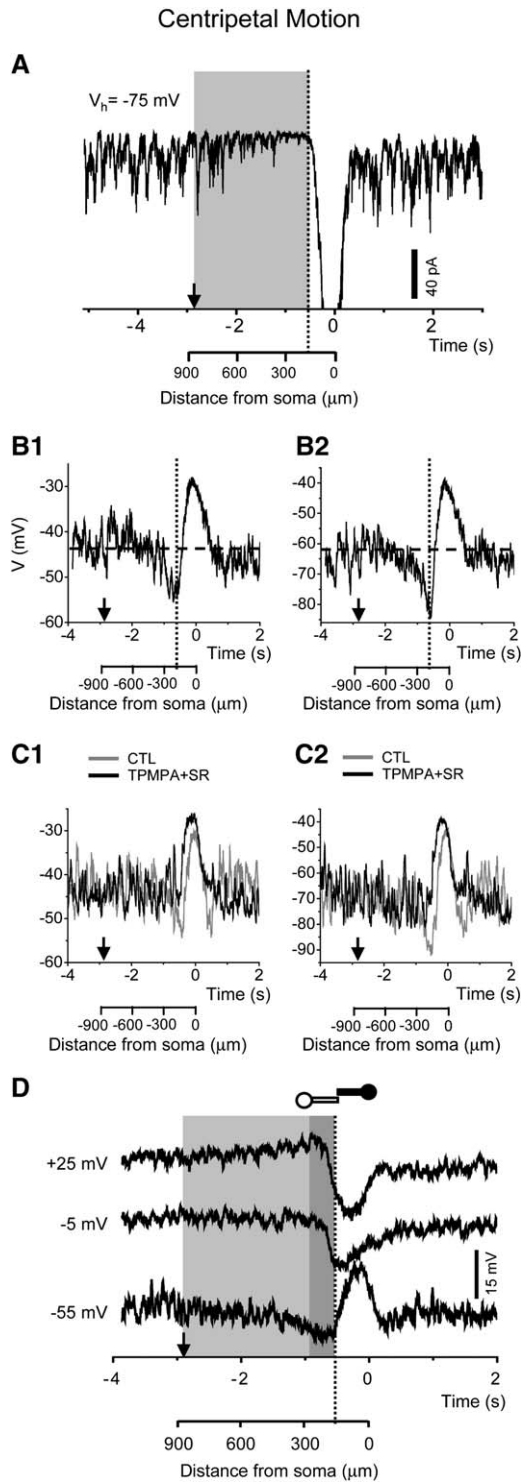 Centripetal Motion
A
Vh= -75 mV
40 pA
-4 -2 0 2
Time (s)
900 600 300 0
Distance from soma (µm)
B1
V (mV)
-30
-40
-50
-60
-4 -2 0 2
Time (s)
-900 -600 -300 0
Distance from soma (µm)
B2
-40
-50
-60
-70
-80
-4 -2 0 2
Time (s)
-900 -600 -300 0
Distance from soma (µm)
C1
CTL
TPMPA+SR
-30
-40
-50
-60
-4 -2 0 2
Time (s)
-900 -600 -300 0
Distance from soma (µm)
C2
CTL
TPMPA+SR
-40
-50
-60
-70
-80
-90
-4 -2 0 2
Time (s)
-900 -600 -300 0
Distance from soma (µm)
D
+25 mV
-5 mV
-55 mV
15 mV
-4 -2 0 2
Time (s)
900 600 300 0
Distance from soma (µm)